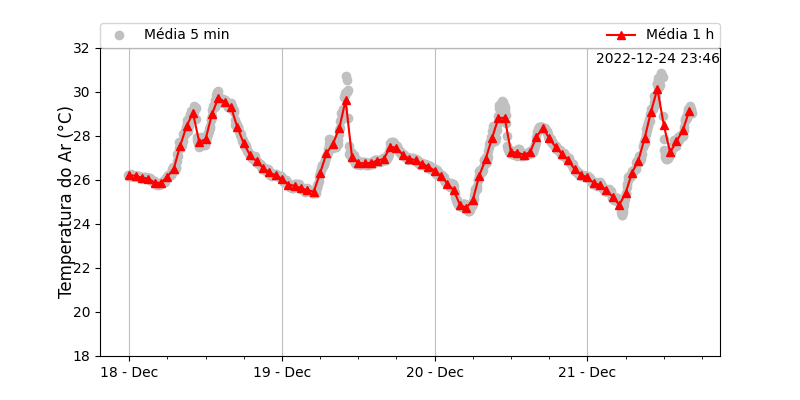 Média 5 min
Média 1 h
2022-12-24 23:46
Temperatura do Ar (°C)
32
30
28
26
24
22
20
18
18 - Dec
19 - Dec
20 - Dec
21 - Dec